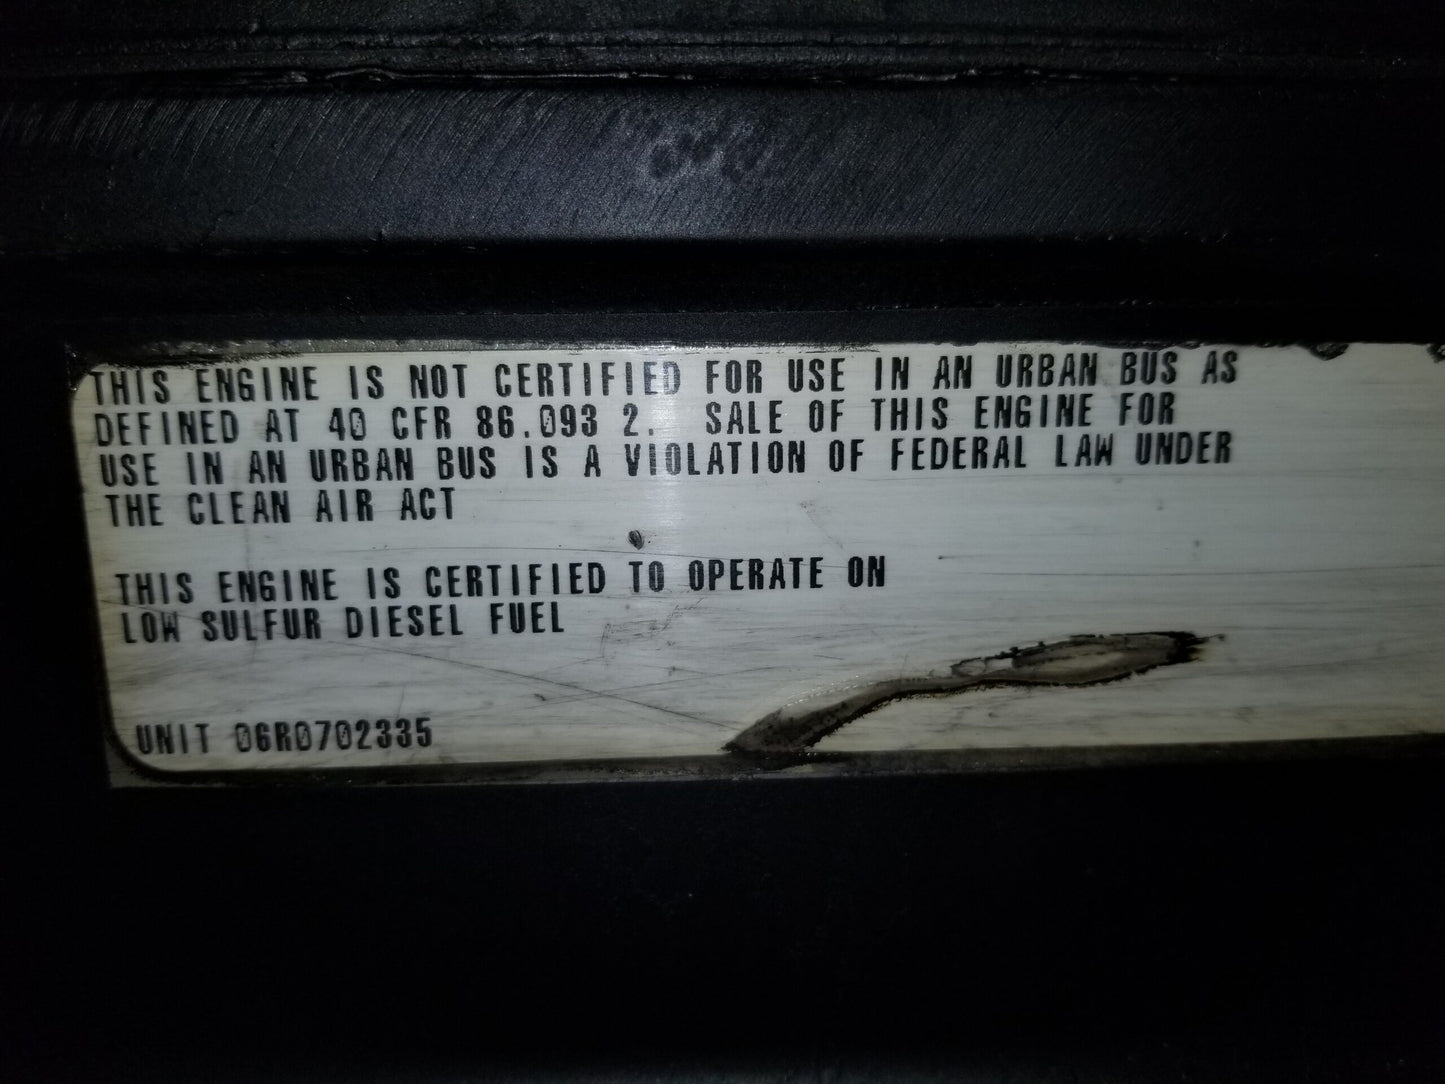 THIS ENGINE IS NOT CERTIFIED FOR USE IN AN URBAN BUS AS
DEFINED AT 40 CFR 86.093 2. SALE OF THIS ENGINE FOR
USE IN AN URBAN BUS IS A VIOLATION OF FEDERAL LAW UNDER
THE CLEAN AIR ACT
THIS ENGINE IS CERTIFIED TO OPERATE ON
LOW SULFUR DIESEL FUEL
UNIT 06R0702335